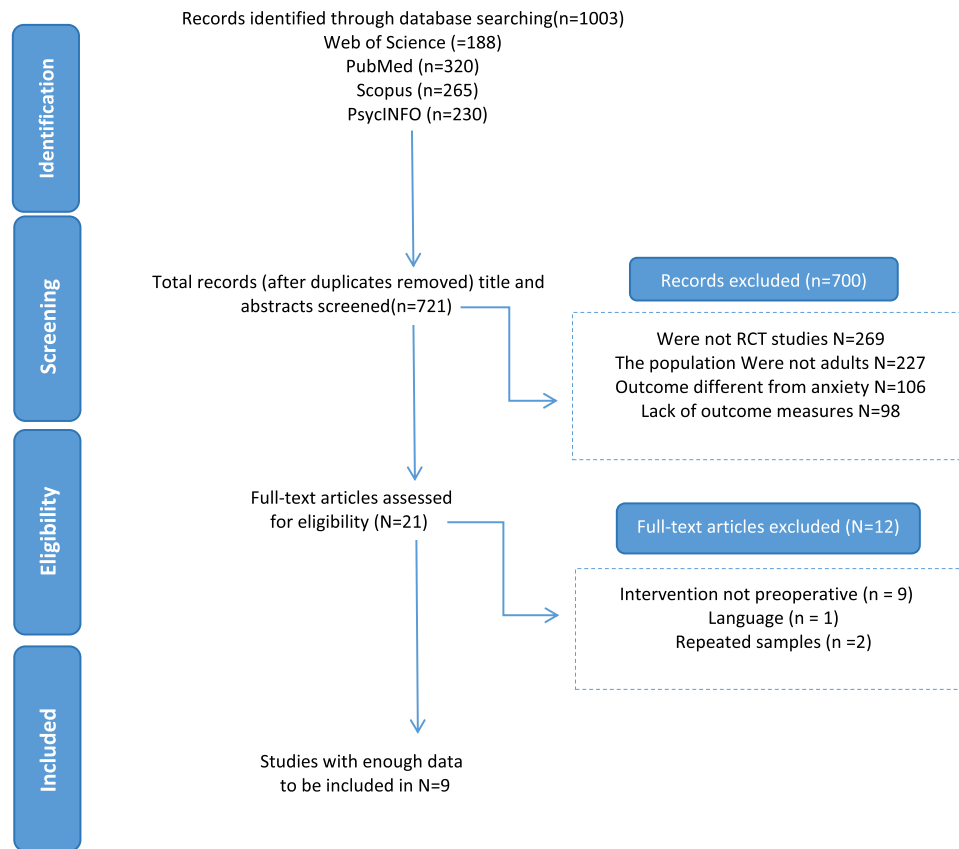 Identification
Records identified through database searching(n=1003)
Web of Science (=188)
PubMed (n=320)
Scopus (n=265)
PsycINFO (n=230)
Screening
Total records (after duplicates removed) title and
abstracts screened(n=721)
Records excluded (n=700)
Were not RCT studies N=269
The population Were not adults N=227
Outcome different from anxiety N=106
Lack of outcome measures N=98
Eligibility
Full-text articles assessed
for eligibility (N=21)
Full-text articles excluded (N=12)
Intervention not preoperative (n = 9)
Language (n = 1)
Repeated samples (n =2)
Included
Studies with enough data
to be included in N=9